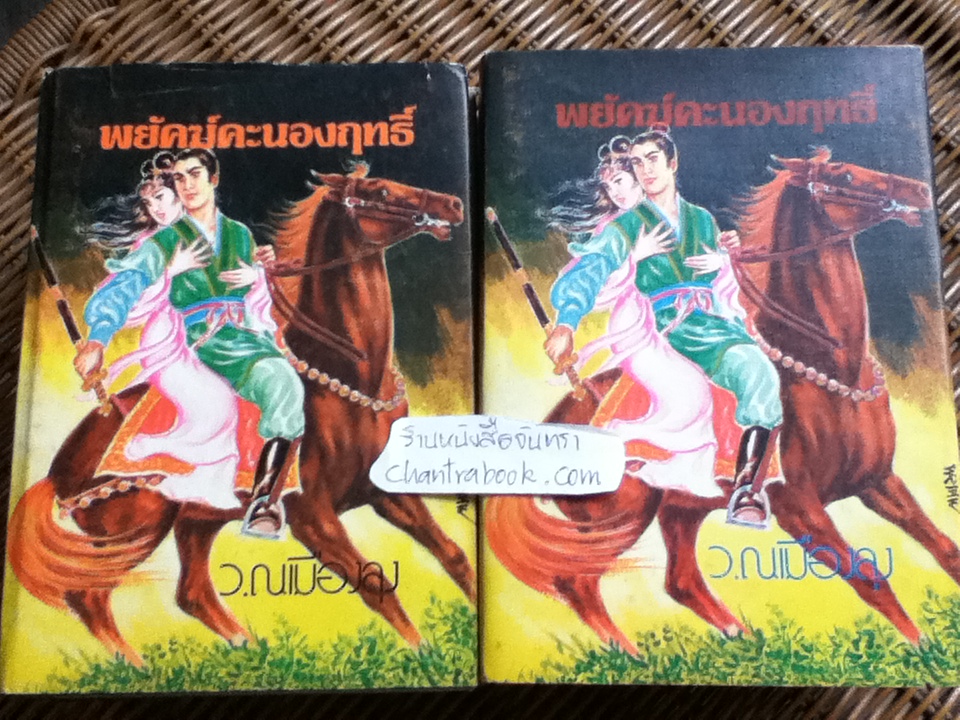 พยัคฆ์คะนองฤทธิ์
พยัคฆ์คะนองฤทธิ์
ร้านหนังสือจันทรา
chantrabook.com
ว.ณเมืองลุง
ว.ณเมืองลุง